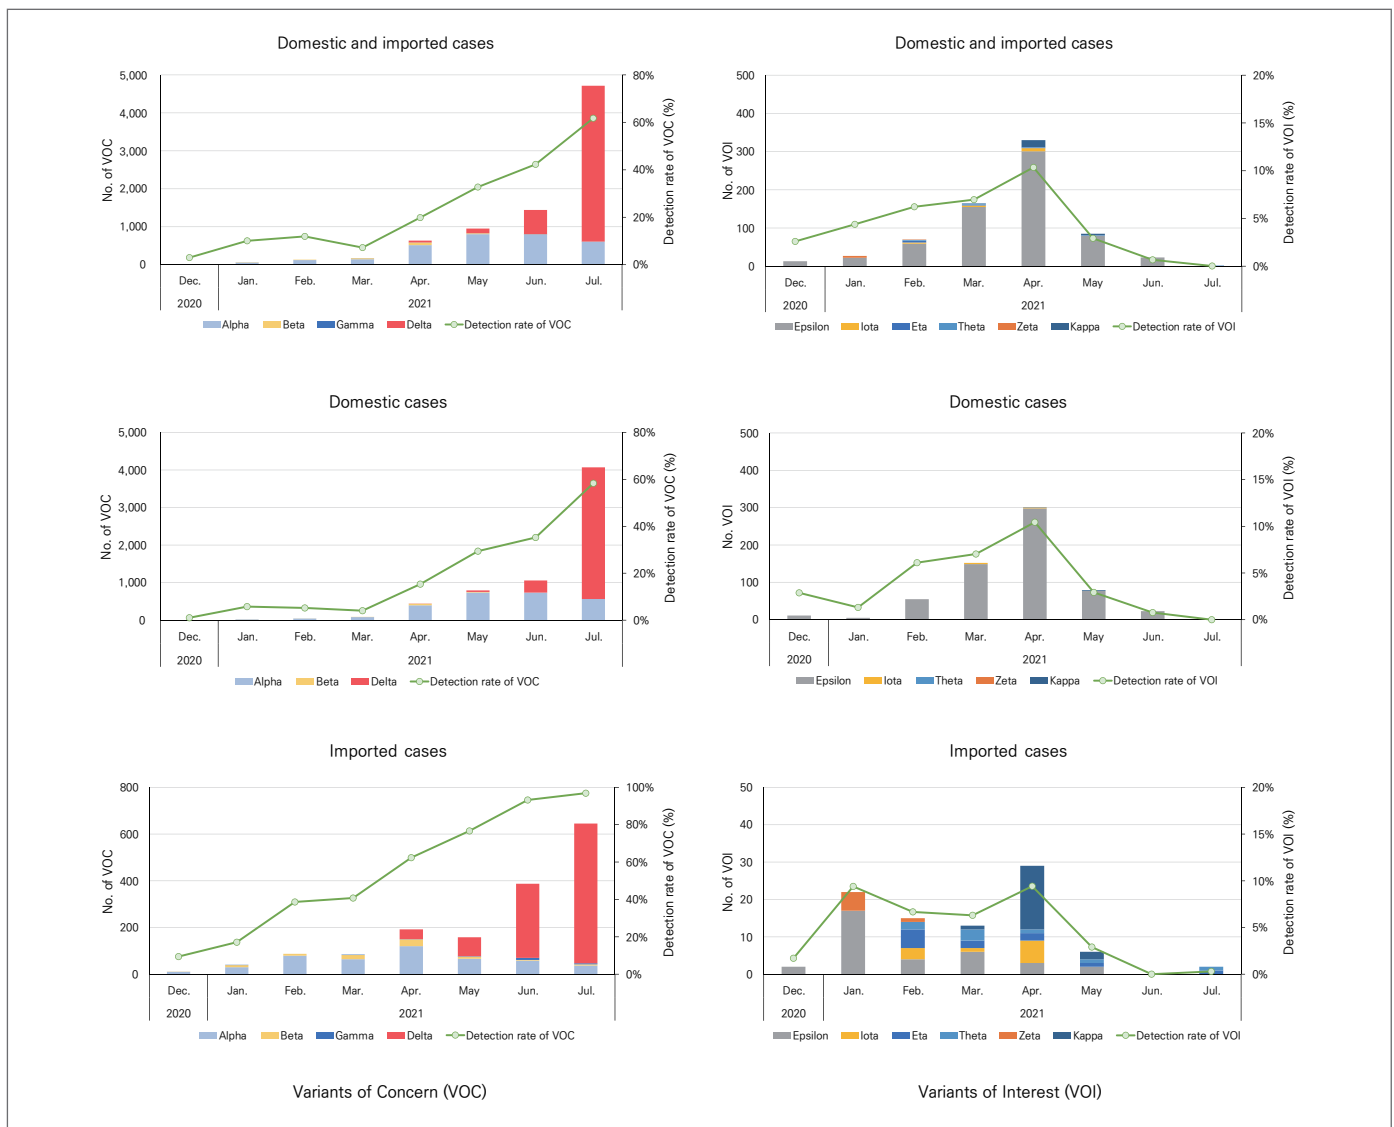 Domestic and imported cases
5,000
4,000
3,000
2,000
1,000
0
No. of VOC
80%
60%
40%
20%
0%
Detection rate of VOC (%)
Dec. Jan. Feb. Mar. Apr. May Jun. Jul.
2020 2021
Alpha Beta Gamma Delta Detection rate of VOC
Domestic and imported cases
500
400
300
200
100
0
No. of VOI
20%
15%
10%
5%
0%
Detection rate of VOI (%)
Dec. Jan. Feb. Mar. Apr. May Jun. Jul.
2020 2021
Epsilon Iota Eta Theta Zeta Kappa Detection rate of VOI
Domestic cases
5,000
4,000
3,000
2,000
1,000
0
No. of VOC
80%
60%
40%
20%
0%
Detection rate of VOC (%)
Dec. Jan. Feb. Mar. Apr. May Jun. Jul.
2020 2021
Alpha Beta Delta Detection rate of VOC
Domestic cases
500
400
300
200
100
0
No. VOI
20%
15%
10%
5%
0%
Detection rate of VOI (%)
Dec. Jan. Feb. Mar. Apr. May Jun. Jul.
2020 2021
Epsilon Iota Theta Zeta Kappa Detection rate of VOI
Imported cases
800
600
400
200
0
No. of VOC
100%
80%
60%
40%
20%
0%
Detection rate of VOC (%)
Dec. Jan. Feb. Mar. Apr. May Jun. Jul.
2020 2021
Alpha Beta Gamma Delta Detection rate of VOC
Imported cases
50
40
30
20
10
0
No. of VOI
20%
15%
10%
5%
0%
Detection rate of VOI (%)
Dec. Jan. Feb. Mar. Apr. May Jun. Jul.
2020 2021
Epsilon Iota Eta Theta Zeta Kappa Detection rate of VOI
Variants of Concern (VOC)
Variants of Interest (VOI)